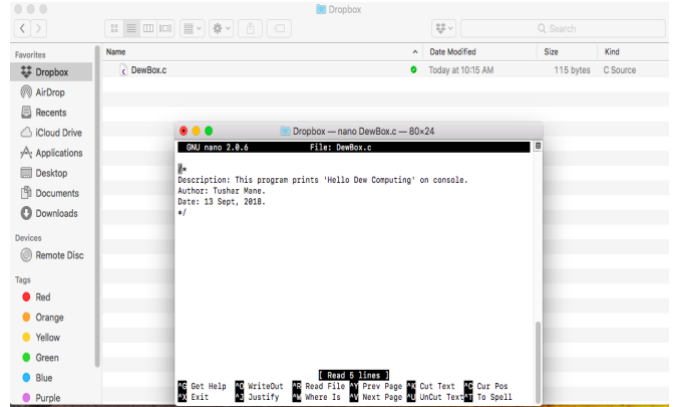 Dropbox
Search
Favorites
Name
Date Modified
Size
Kind
Dropbox
DewBox.c
Today at 10:15 AM
115 bytes
C Source
AirDrop
Recents
iCloud Drive
Applications
Desktop
Documents
Downloads
Devices
Remote Disc
Tags
Red
Orange
Yellow
Green
Blue
Purple
Dropbox — nano DewBox.c — 80×24
GNU nano 2.0.6 File: DewBox.c
/*
Description: This program prints 'Hello Dew Computing' on console.
Author: Tushar Mane.
Date: 13 Sept, 2018.
*/
[ Read 5 lines ]
^G Get Help ^O WriteOut ^R Read File ^Y Prev Page ^K Cut Text ^C Cur Pos
^X Exit ^J Justify ^W Where Is ^V Next Page ^U UnCut Text ^T To Spell